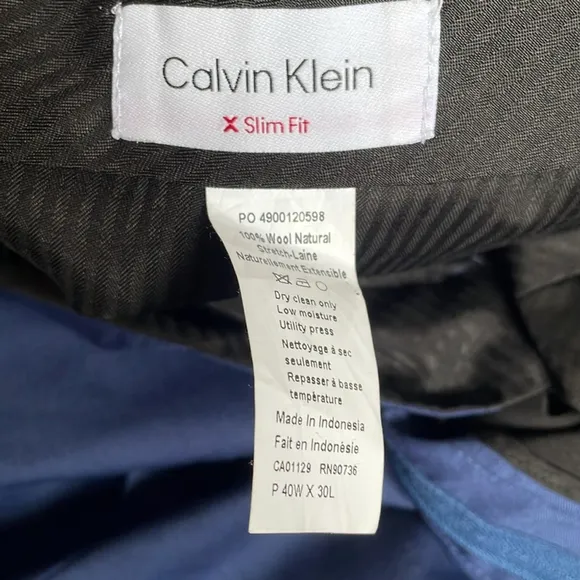 Calvin Klein
X Slim Fit
PO 4900120598
100% Wool Natural
Stretch-Laine
Naturellement Extensible
Dry clean only
Low moisture
Utility press
Nettoyage à sec
seulement
Repasser à basse
température
Made in Indonesia
Fait en Indonésie
CA01129 RN90736
P 40W X 30L